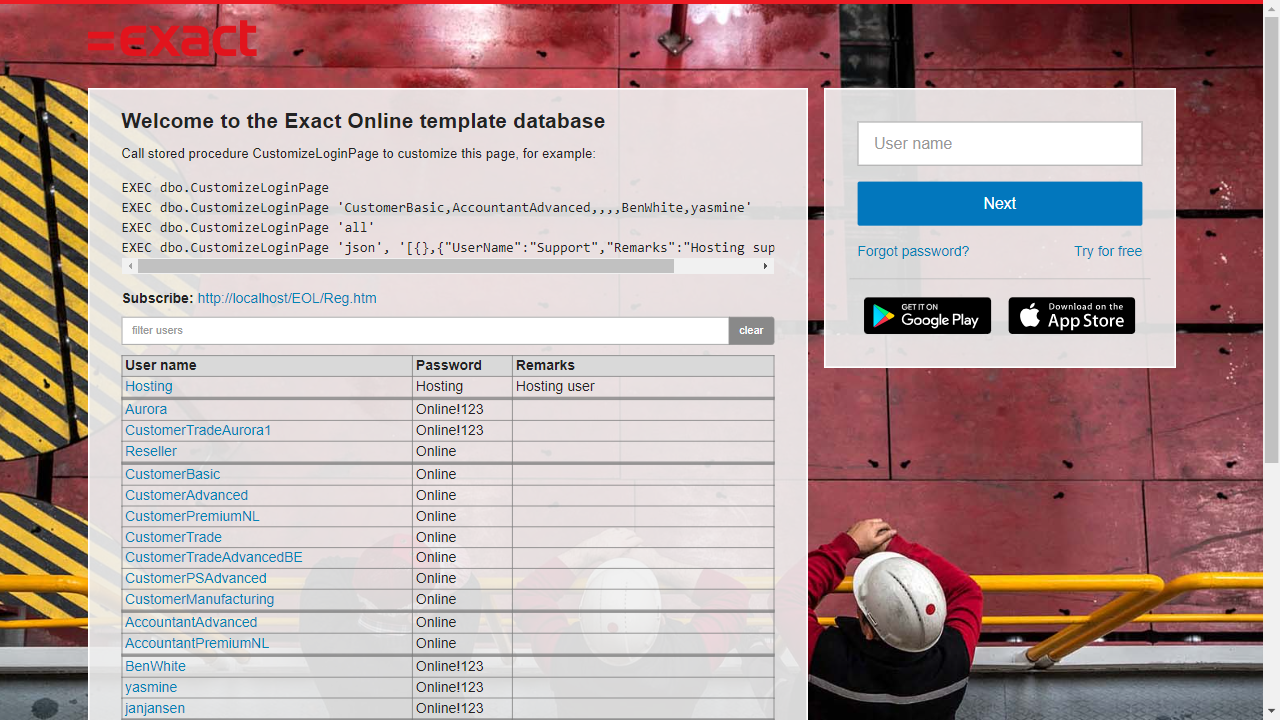 =exact
Welcome to the Exact Online template database
Call stored procedure CustomizeLoginPage to customize this page, for example:
EXEC dbo.CustomizeLoginPage
EXEC dbo.CustomizeLoginPage 'CustomerBasic,AccountantAdvanced,,,,BenWhite,yasmine'
EXEC dbo.CustomizeLoginPage 'all'
EXEC dbo.CustomizeLoginPage 'json', '[{},{"UserName":"Support","Remarks":"Hosting sup
Subscribe: http://localhost/EOL/Reg.htm
filter users clear
User name Password Remarks
Hosting Hosting Hosting user
Aurora Online!123
CustomerTradeAurora1 Online!123
Reseller Online
CustomerBasic Online
CustomerAdvanced Online
CustomerPremiumNL Online
CustomerTrade Online
CustomerTradeAdvancedBE Online
CustomerPSAdvanced Online
CustomerManufacturing Online
AccountantAdvanced Online
AccountantPremiumNL Online
BenWhite Online!123
yasmine Online!123
janjansen Online!123
User name
Next
Forgot password? Try for free
GET IT ON
Google Play
Download on the
App Store